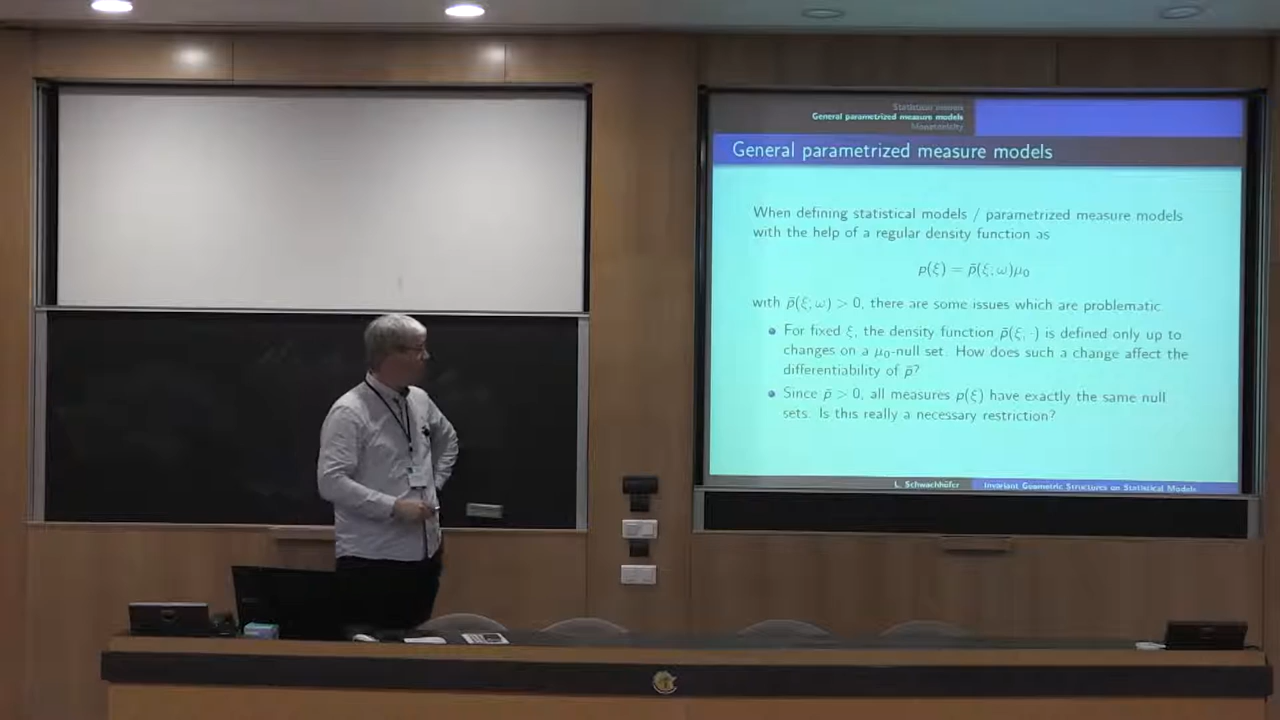 Statistical models
General parametrized measure models
Monotonicity
General parametrized measure models
When defining statistical models / parametrized measure models
with the help of a regular density function as
p(ξ) = p̄(ξ; ω)μ₀
with p̄(ξ; ω) > 0, there are some issues which are problematic.
• For fixed ξ, the density function p̄(ξ; ·) is defined only up to
changes on a μ₀-null set. How does such a change affect the
differentiability of p̄?
• Since p̄ > 0, all measures p(ξ) have exactly the same null
sets. Is this really a necessary restriction?
L. Schwachhöfer
Invariant Geometric Structures on Statistical Models